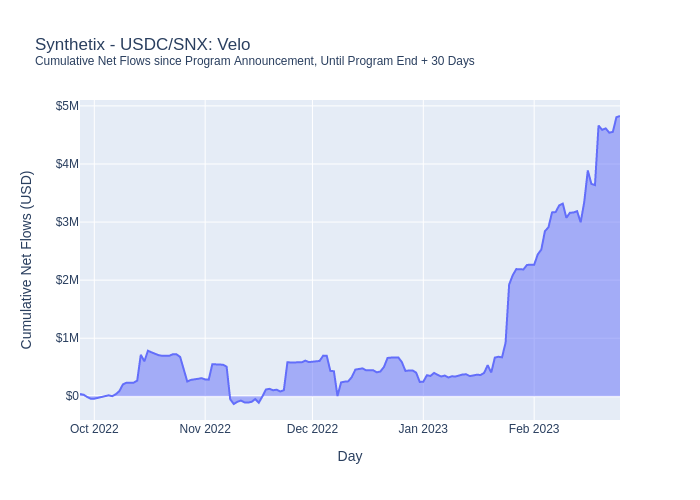 Synthetix - USDC/SNX: Velo
Cumulative Net Flows since Program Announcement, Until Program End + 30 Days
Cumulative Net Flows (USD)
$5M
$4M
$3M
$2M
$1M
$0
Oct 2022
Nov 2022
Dec 2022
Jan 2023
Feb 2023
Day